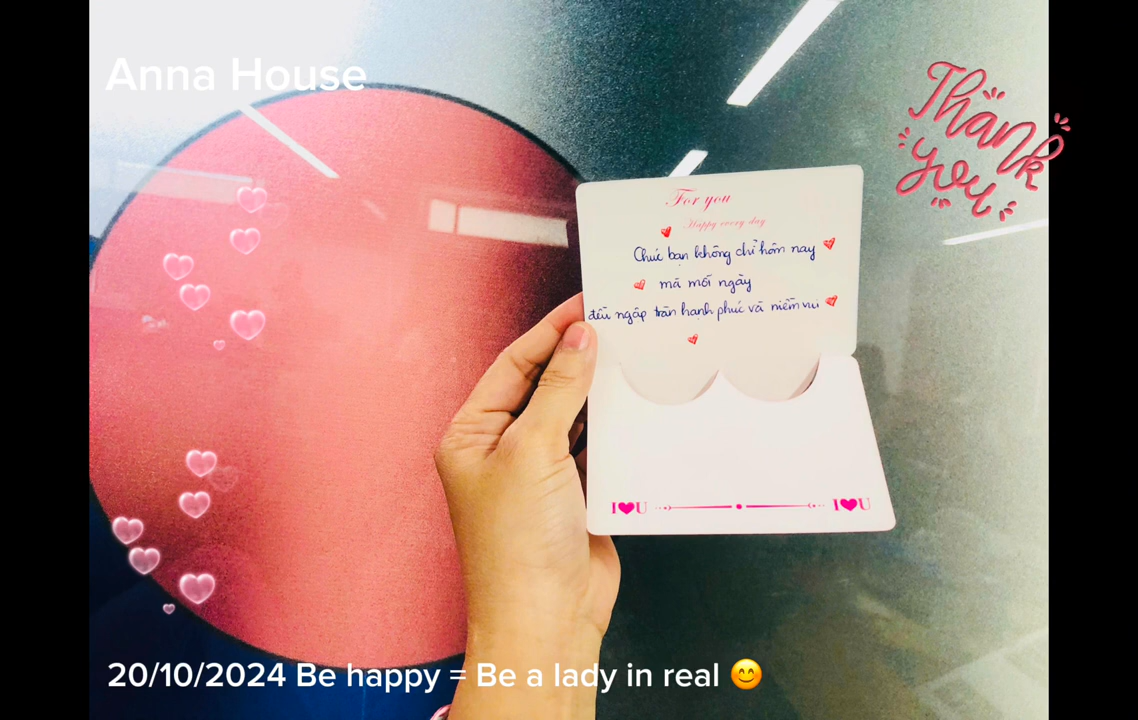 Anna House
Thank
you
For you
Happy every day
Chúc bạn không chỉ hôm nay
mà mỗi ngày
đều ngập tràn hạnh phúc và niềm vui
I♥U I♥U
20/10/2024 Be happy = Be a lady in real 😊